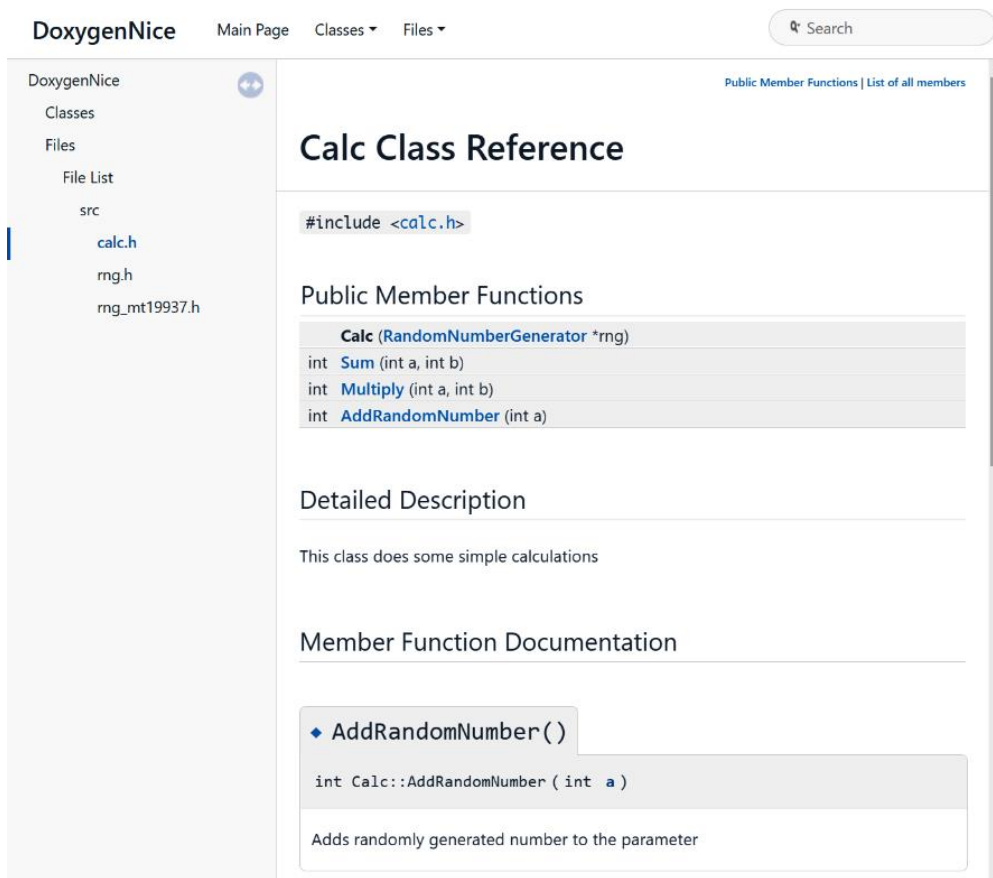 DoxygenNice Main Page Classes Files Search
DoxygenNice
Classes
Files
File List
src
calc.h
rng.h
rng_mt19937.h
Public Member Functions | List of all members
Calc Class Reference
#include <calc.h>
Public Member Functions
Calc (RandomNumberGenerator *rng)
int Sum (int a, int b)
int Multiply (int a, int b)
int AddRandomNumber (int a)
Detailed Description
This class does some simple calculations
Member Function Documentation
◆ AddRandomNumber()
int Calc::AddRandomNumber ( int a )
Adds randomly generated number to the parameter